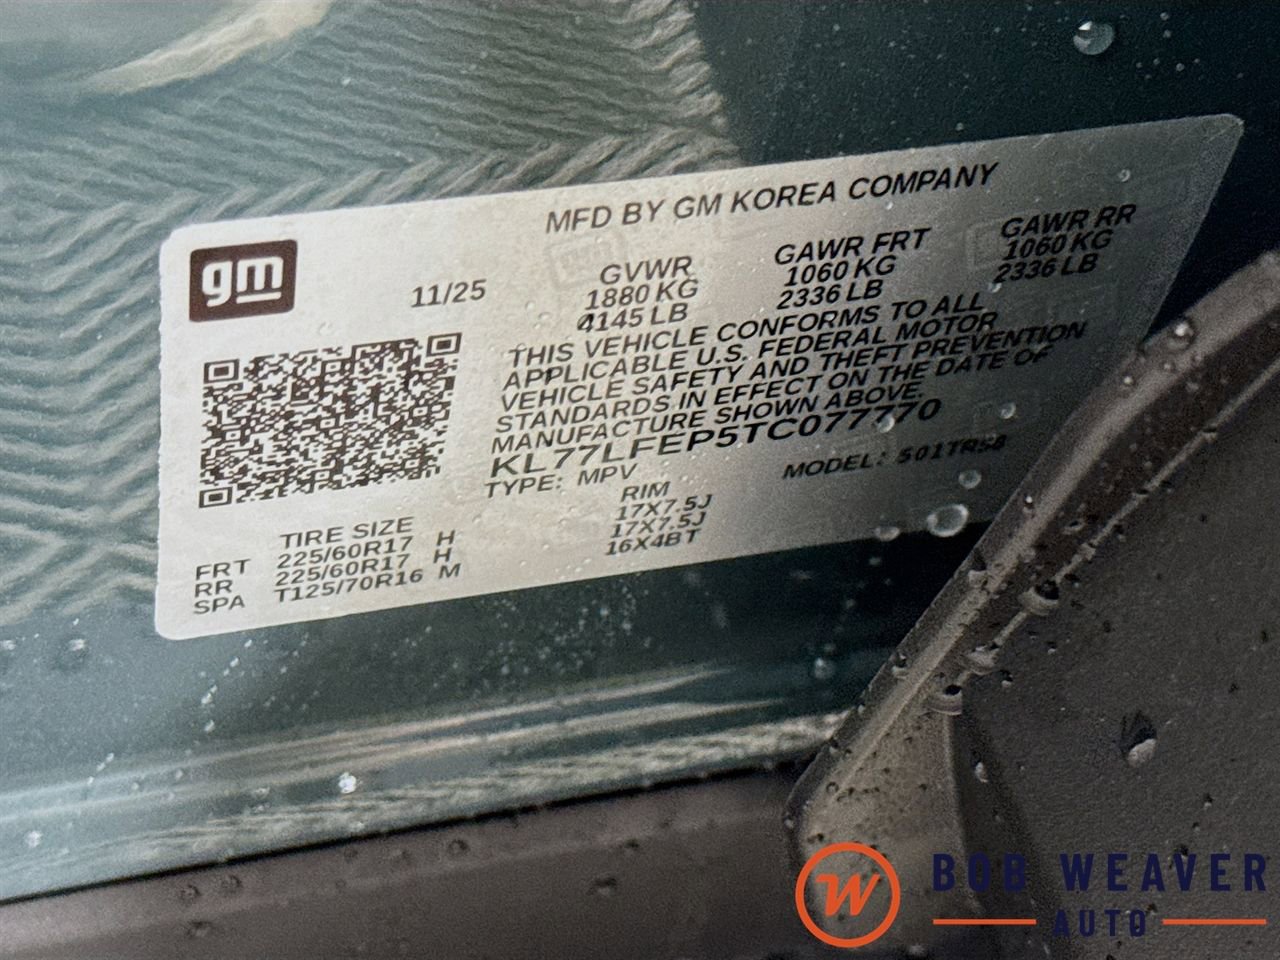 MFD BY GM KOREA COMPANY
gm
11/25
GVWR
1880 KG
4145 LB
GAWR FRT
1060 KG
2336 LB
GAWR RR
1060 KG
2336 LB
THIS VEHICLE CONFORMS TO ALL
APPLICABLE U.S. FEDERAL MOTOR
VEHICLE SAFETY AND THEFT PREVENTION
STANDARDS IN EFFECT ON THE DATE OF
MANUFACTURE SHOWN ABOVE.
KL77LFEP5TC077770
TYPE: MPV
MODEL:
TIRE SIZE RIM
FRT 225/60R17 H 17X7.5J
RR 225/60R17 H 17X7.5J
SPA T125/70R16 M 16X4BT
W
BOB WEAVER
AUTO